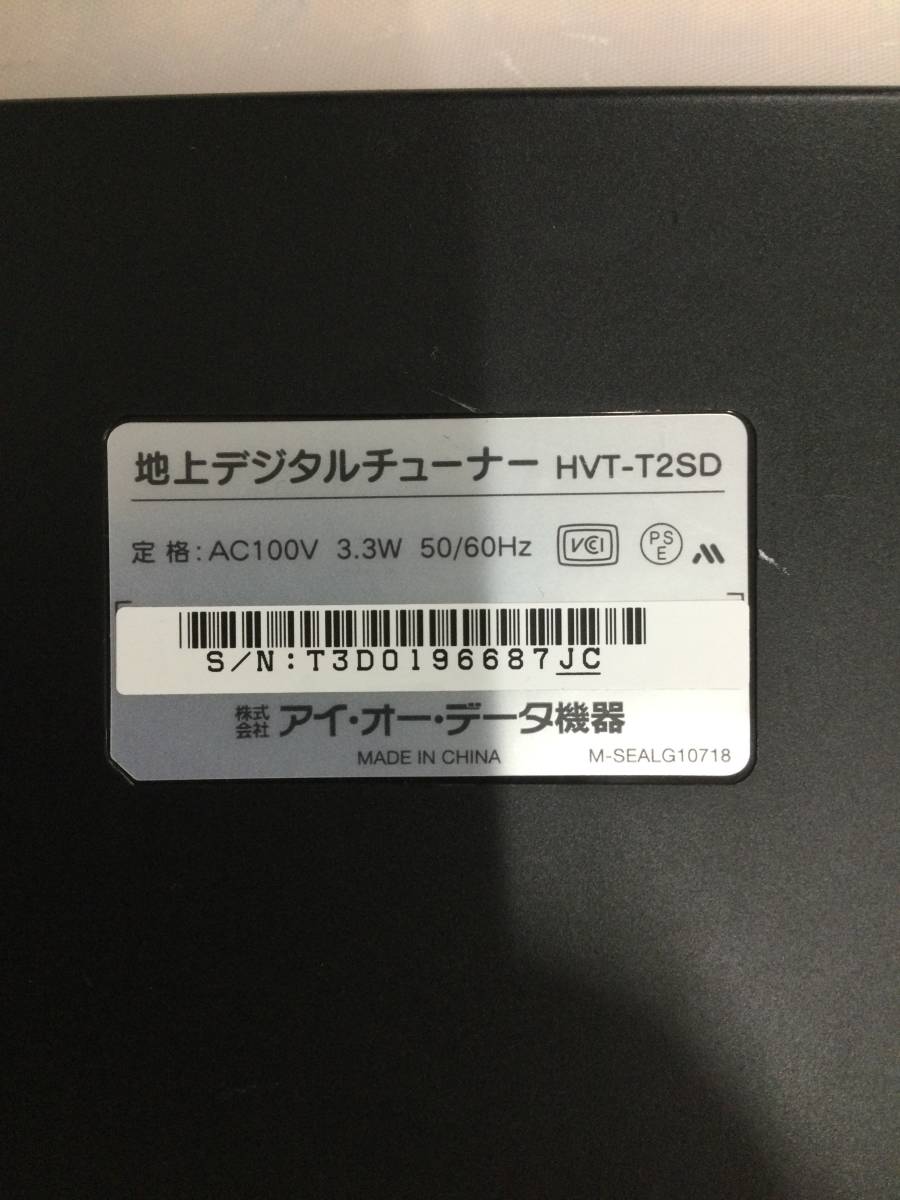 地上デジタルチューナー HVT-T2SD
定格:AC100V 3.3W 50/60Hz VCCI PSE
S/N:T3D0196687JC
株式会社 アイ・オー・データ機器
MADE IN CHINA M-SEALG10718